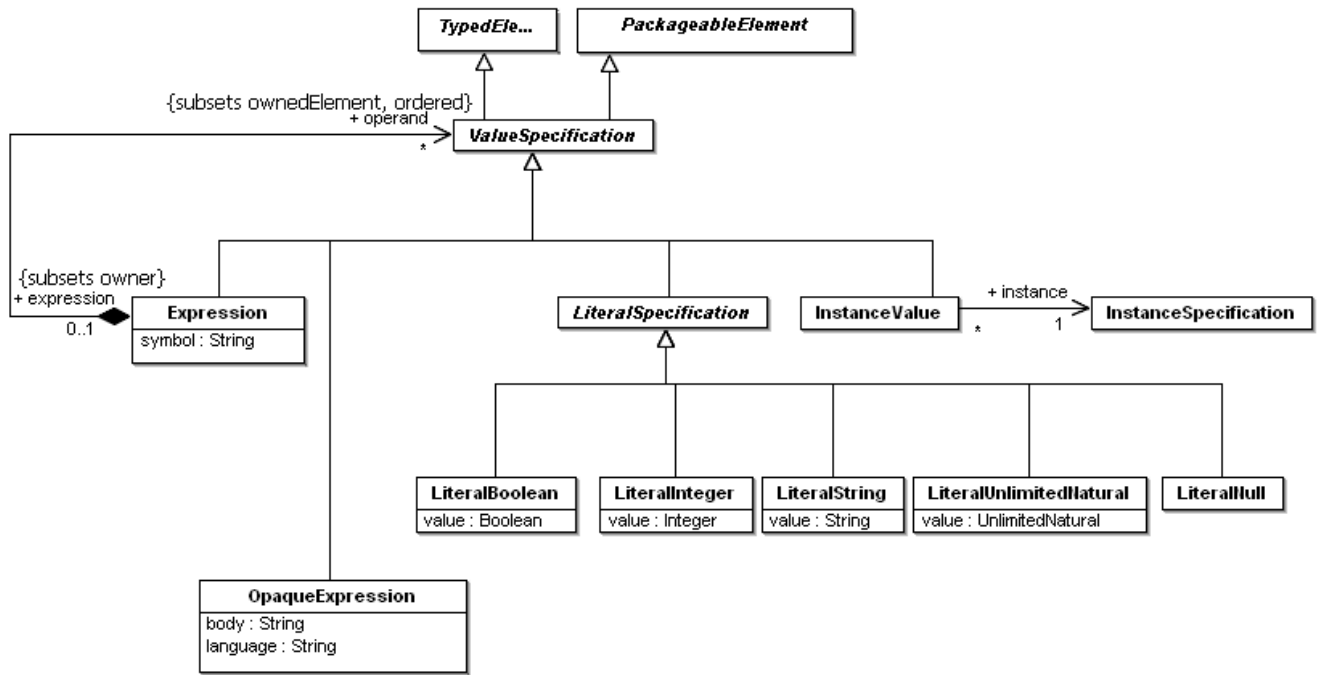 TypedEle...
PackageableElement
{subsets ownedElement, ordered}
+ operand
*
ValueSpecification
{subsets owner}
+ expression
0..1
Expression
symbol : String
LiteralSpecification
InstanceValue
+ instance
*
1
InstanceSpecification
LiteralBoolean
value : Boolean
LiteralInteger
value : Integer
LiteralString
value : String
LiteralUnlimitedNatural
value : UnlimitedNatural
LiteralNull
OpaqueExpression
body : String
language : String